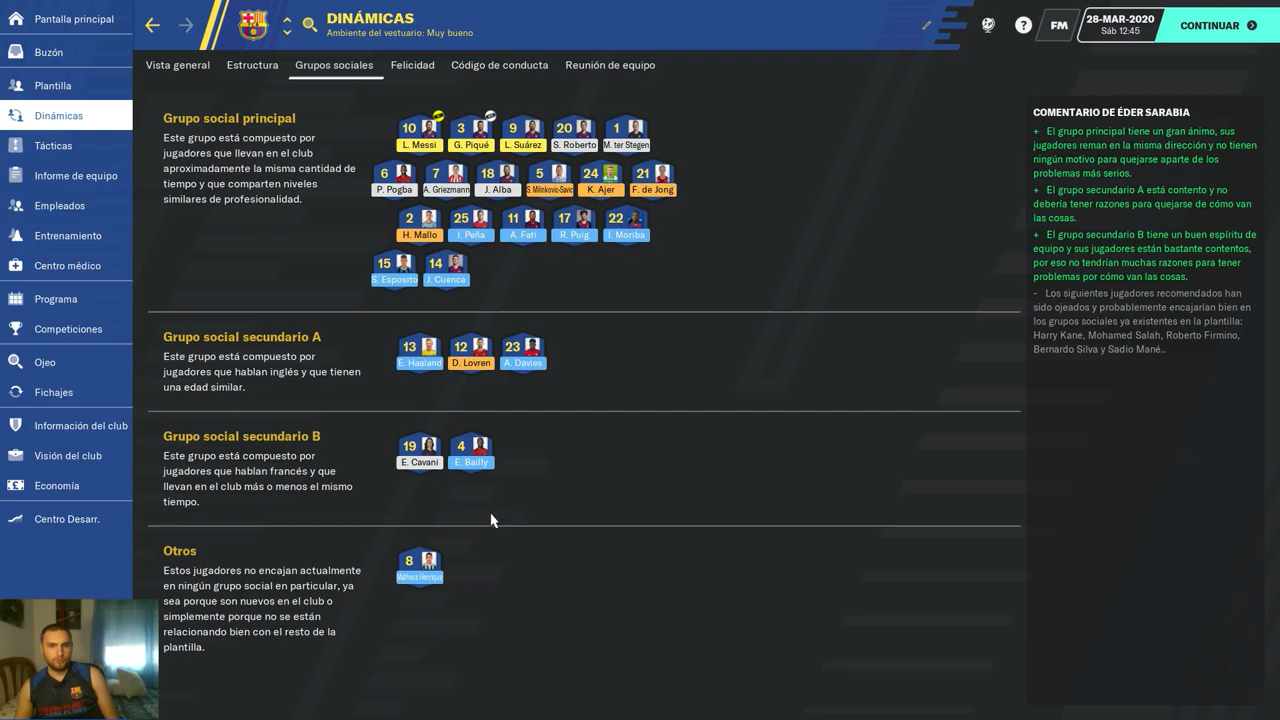 Pantalla principal
Buzón
Plantilla
Dinámicas
Tácticas
Informe de equipo
Empleados
Entrenamiento
Centro médico
Programa
Competiciones
Ojeo
Fichajes
Información del club
Visión del club
Economía
Centro Desarr.
DINÁMICAS
Ambiente del vestuario: Muy bueno
?
FM
28-MAR-2020
Sáb 12:45
CONTINUAR
Vista general
Estructura
Grupos sociales
Felicidad
Código de conducta
Reunión de equipo
Grupo social principal
Este grupo está compuesto por
jugadores que llevan en el club
aproximadamente la misma cantidad
de tiempo y que comparten niveles
similares de profesionalidad.
10 3 9 20 1
L. Messi G. Piqué L. Suárez S. Roberto M. ter Stegen
6 7 18 5 24 21
P. Pogba A. Griezmann J. Alba S. Milinkovic-Savic K. Ajer F. de Jong
2 25 11 17 22
H. Mallo I. Peña A. Fati R. Puig I. Moriba
15 14
S. Esposito J. Cuenca
Grupo social secundario A
Este grupo está compuesto por
jugadores que hablan inglés y que tienen
una edad similar.
13 12 23
E. Haaland D. Lovren A. Davies
Grupo social secundario B
Este grupo está compuesto por
jugadores que hablan francés y que
llevan en el club más o menos el mismo
tiempo.
19 4
E. Cavani E. Bailly
Otros
Estos jugadores no encajan actualmente
en ningún grupo social en particular, ya
sea porque son nuevos en el club o
simplemente porque no se están
relacionando bien con el resto de la
plantilla.
8
Matheus Henrique
COMENTARIO DE ÉDER SARABIA
+ El grupo principal tiene un gran ánimo, sus
jugadores reman en la misma dirección y no tienen
ningún motivo para quejarse aparte de los
problemas más serios.
+ El grupo secundario A está contento y no
debería tener razones para quejarse de cómo van
las cosas.
+ El grupo secundario B tiene un buen espíritu de
equipo y sus jugadores están bastante contentos,
por eso no tendrían muchas razones para tener
problemas por cómo van las cosas.
- Los siguientes jugadores recomendados han
sido ojeados y probablemente encajarían bien en
los grupos sociales ya existentes en la plantilla:
Harry Kane, Mohamed Salah, Roberto Firmino,
Bernardo Silva y Sadio Mané..